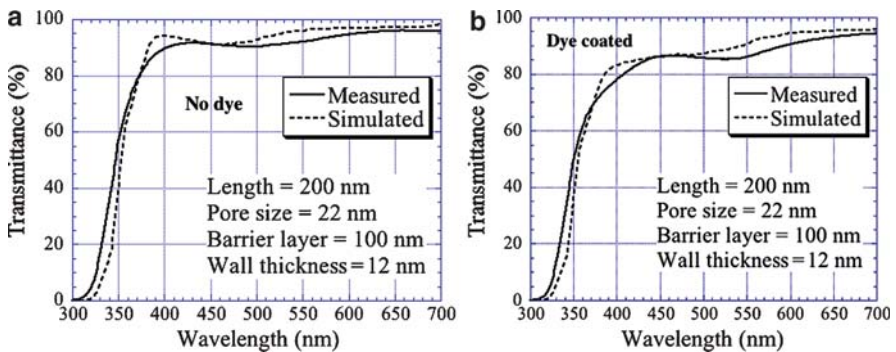 a
100
80
60
40
20
0
Transmittance (%)
No dye
Measured
Simulated
Length = 200 nm
Pore size = 22 nm
Barrier layer = 100 nm
Wall thickness = 12 nm
300 350 400 450 500 550 600 650 700
Wavelength (nm)
b
100
80
60
40
20
0
Transmittance (%)
Dye coated
Measured
Simulated
Length = 200 nm
Pore size = 22 nm
Barrier layer = 100 nm
Wall thickness = 12 nm
300 350 400 450 500 550 600 650 700
Wavelength (nm)